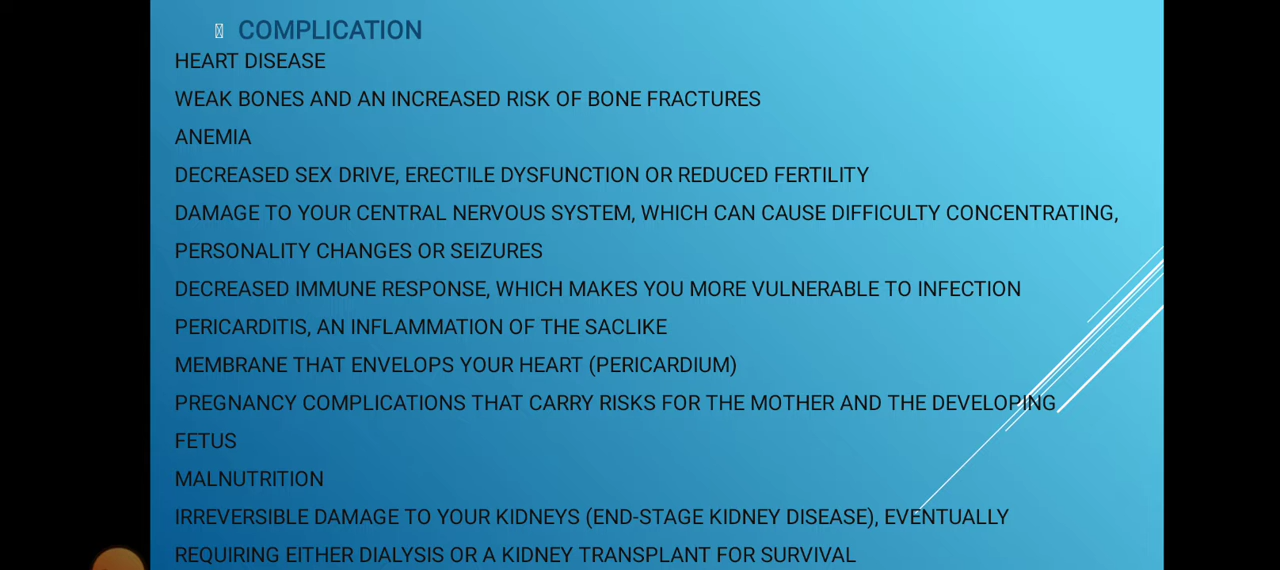 COMPLICATION
HEART DISEASE
WEAK BONES AND AN INCREASED RISK OF BONE FRACTURES
ANEMIA
DECREASED SEX DRIVE, ERECTILE DYSFUNCTION OR REDUCED FERTILITY
DAMAGE TO YOUR CENTRAL NERVOUS SYSTEM, WHICH CAN CAUSE DIFFICULTY CONCENTRATING,
PERSONALITY CHANGES OR SEIZURES
DECREASED IMMUNE RESPONSE, WHICH MAKES YOU MORE VULNERABLE TO INFECTION
PERICARDITIS, AN INFLAMMATION OF THE SACLIKE
MEMBRANE THAT ENVELOPS YOUR HEART (PERICARDIUM)
PREGNANCY COMPLICATIONS THAT CARRY RISKS FOR THE MOTHER AND THE DEVELOPING
FETUS
MALNUTRITION
IRREVERSIBLE DAMAGE TO YOUR KIDNEYS (END-STAGE KIDNEY DISEASE), EVENTUALLY
REQUIRING EITHER DIALYSIS OR A KIDNEY TRANSPLANT FOR SURVIVAL